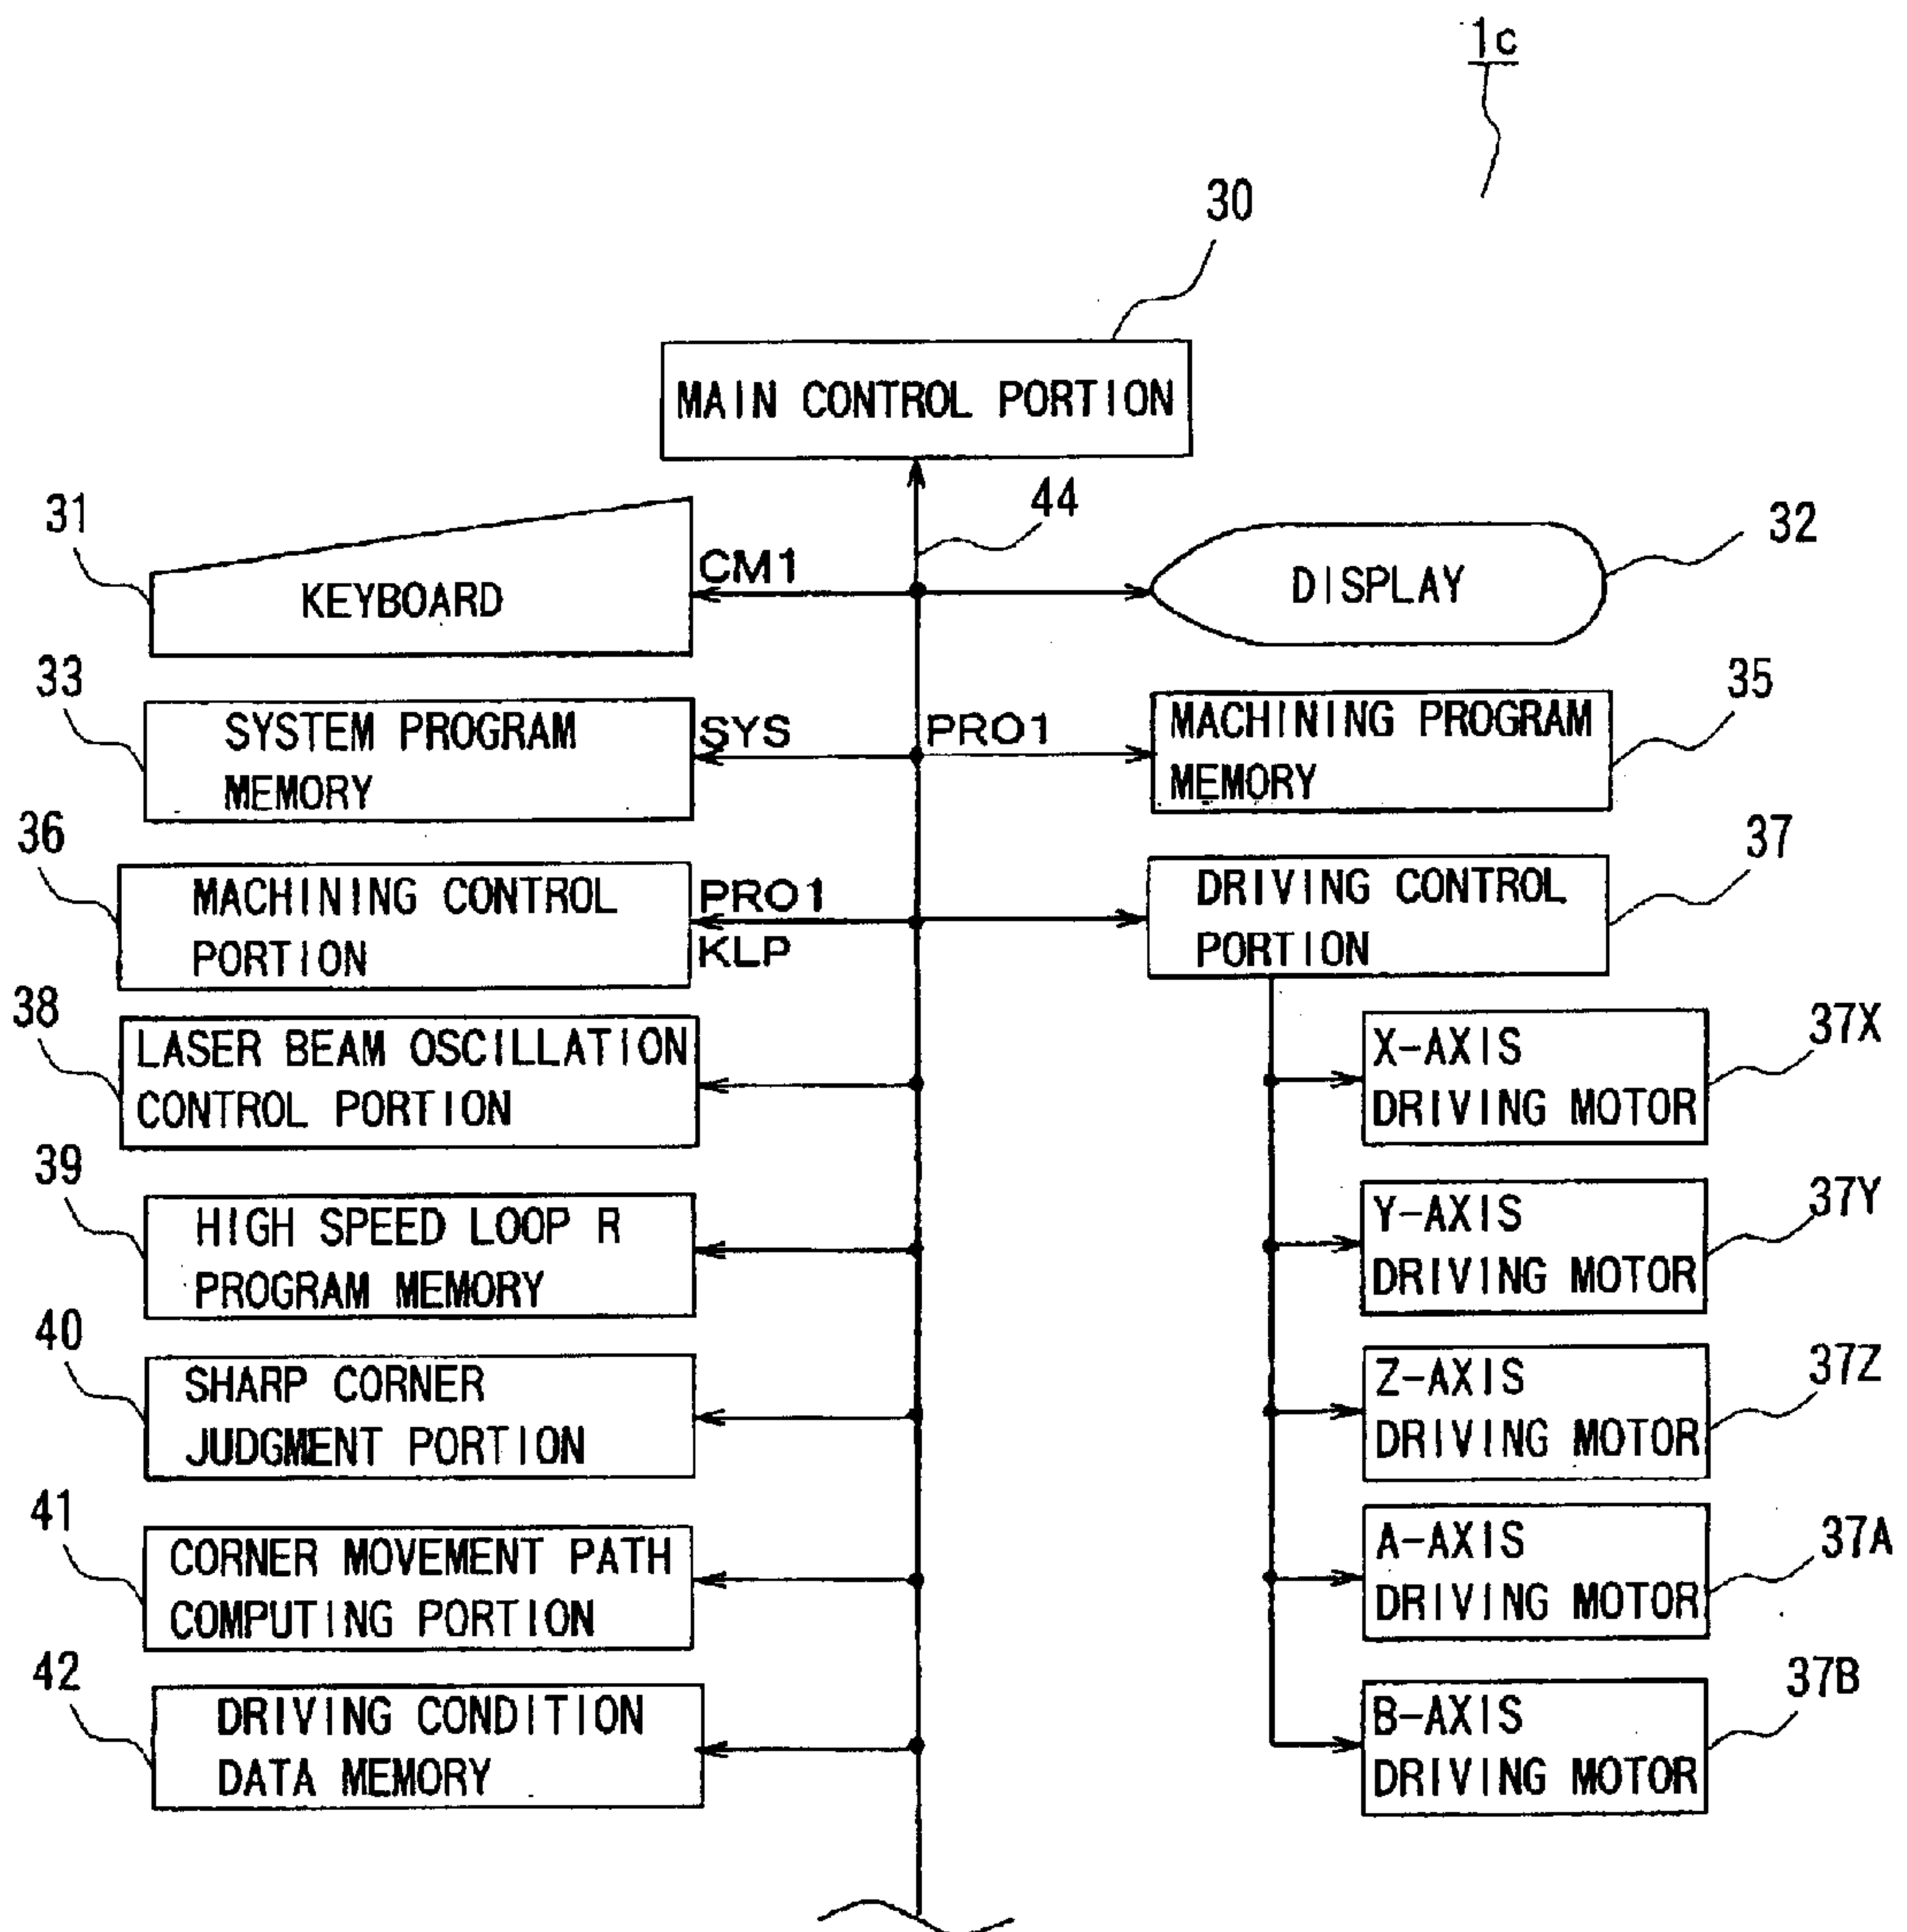 1c
30
MAIN CONTROL PORTION
44
31
KEYBOARD
CM1
DISPLAY
32
33
SYSTEM PROGRAM
MEMORY
SYS
PRO1
MACHINING PROGRAM
MEMORY
35
36
MACHINING CONTROL
PORTION
PRO1
KLP
DRIVING CONTROL
PORTION
37
38
LASER BEAM OSCILLATION
CONTROL PORTION
X-AXIS
DRIVING MOTOR
37X
39
HIGH SPEED LOOP R
PROGRAM MEMORY
Y-AXIS
DRIVING MOTOR
37Y
40
SHARP CORNER
JUDGMENT PORTION
Z-AXIS
DRIVING MOTOR
37Z
41
CORNER MOVEMENT PATH
COMPUTING PORTION
A-AXIS
DRIVING MOTOR
37A
42
DRIVING CONDITION
DATA MEMORY
B-AXIS
DRIVING MOTOR
37B